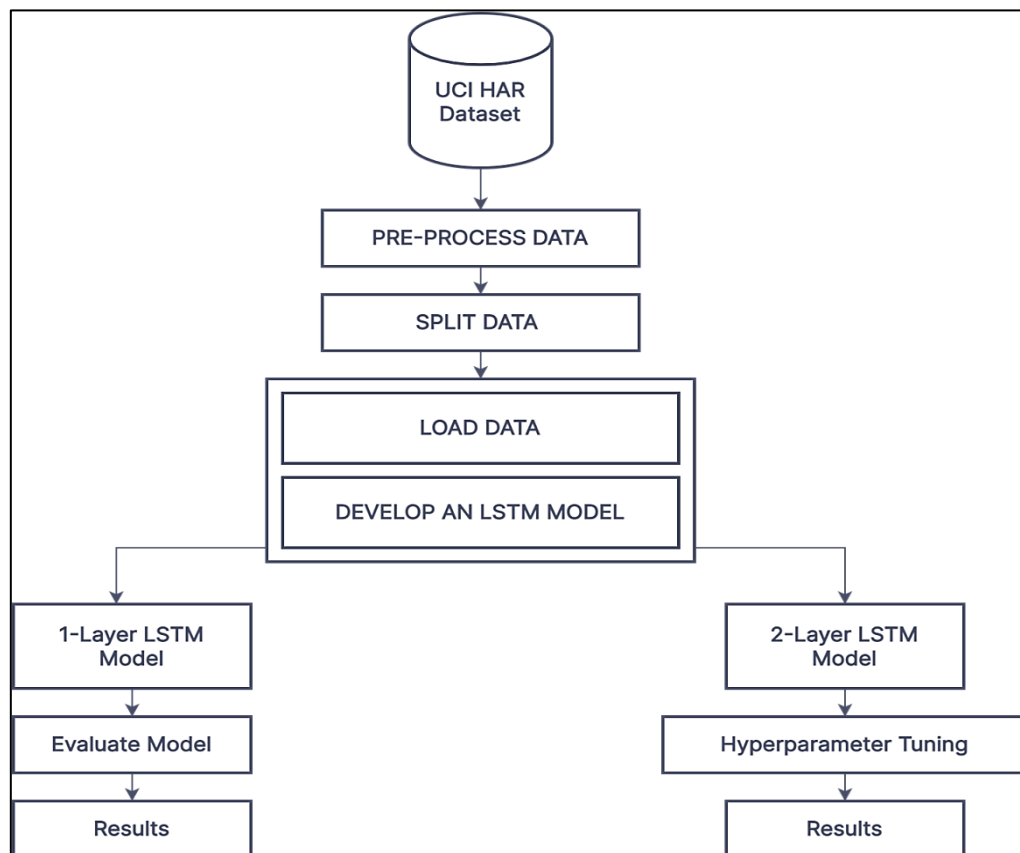 UCI HAR
Dataset
PRE-PROCESS DATA
SPLIT DATA
LOAD DATA
DEVELOP AN LSTM MODEL
1-Layer LSTM
Model
2-Layer LSTM
Model
Evaluate Model
Hyperparameter Tuning
Results
Results